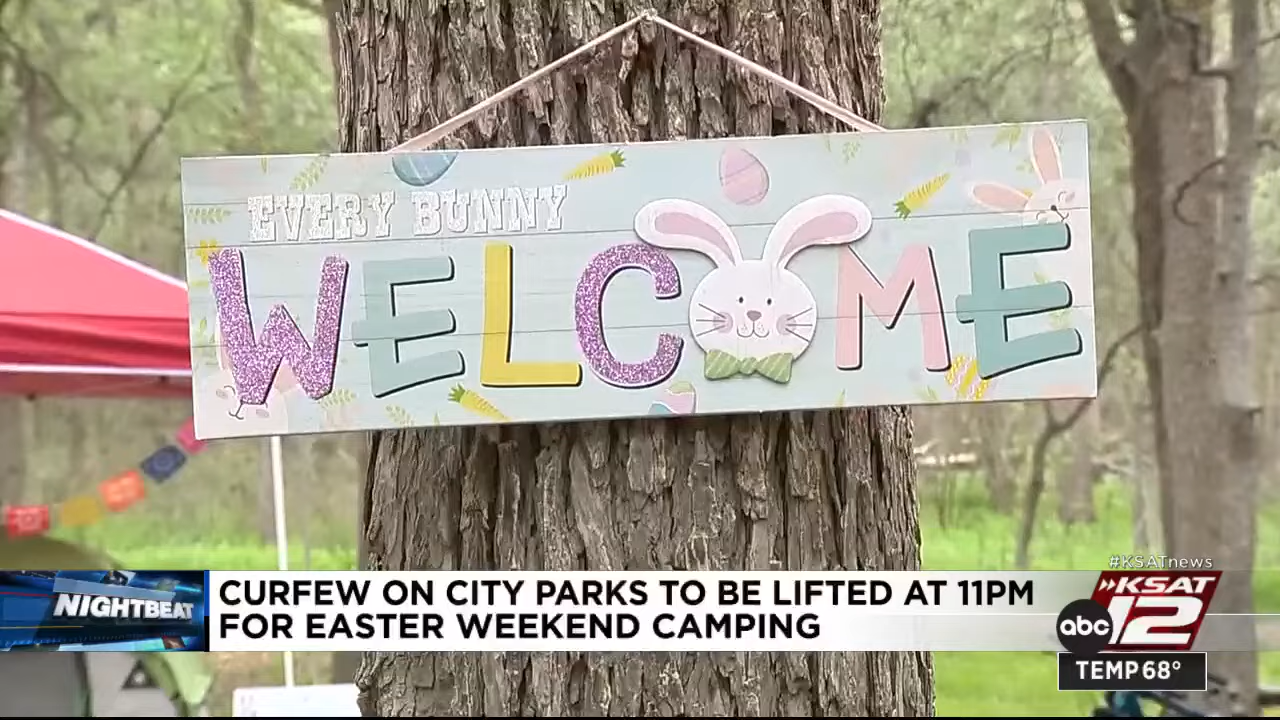 EVERY BUNNY
WELCOME
#KSATnews
NIGHTBEAT
CURFEW ON CITY PARKS TO BE LIFTED AT 11PM
FOR EASTER WEEKEND CAMPING
KSAT
abc 12
TEMP 68°